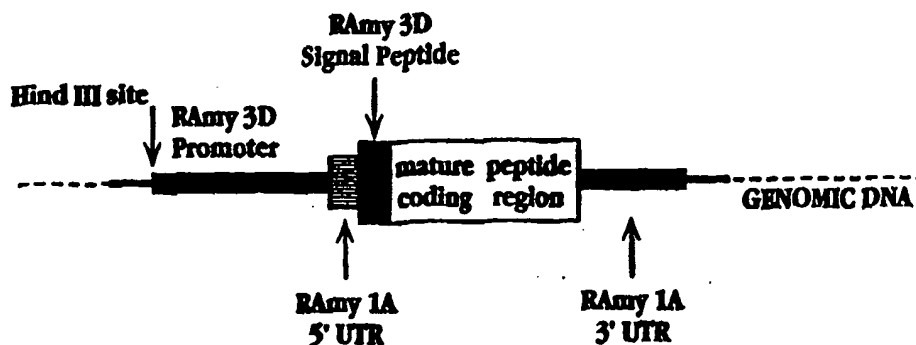 RAmy 3D
Signal Peptide
Hind III site
RAmy 3D
Promoter
mature peptide
coding region
GENOMIC DNA
RAmy 1A
5' UTR
RAmy 1A
3' UTR